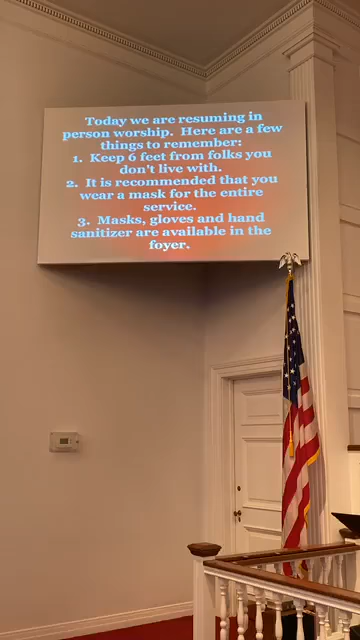 Today we are resuming in
person worship. Here are a few
things to remember:
1. Keep 6 feet from folks you
don't live with.
2. It is recommended that you
wear a mask for the entire
service.
3. Masks, gloves and hand
sanitizer are available in the
foyer.